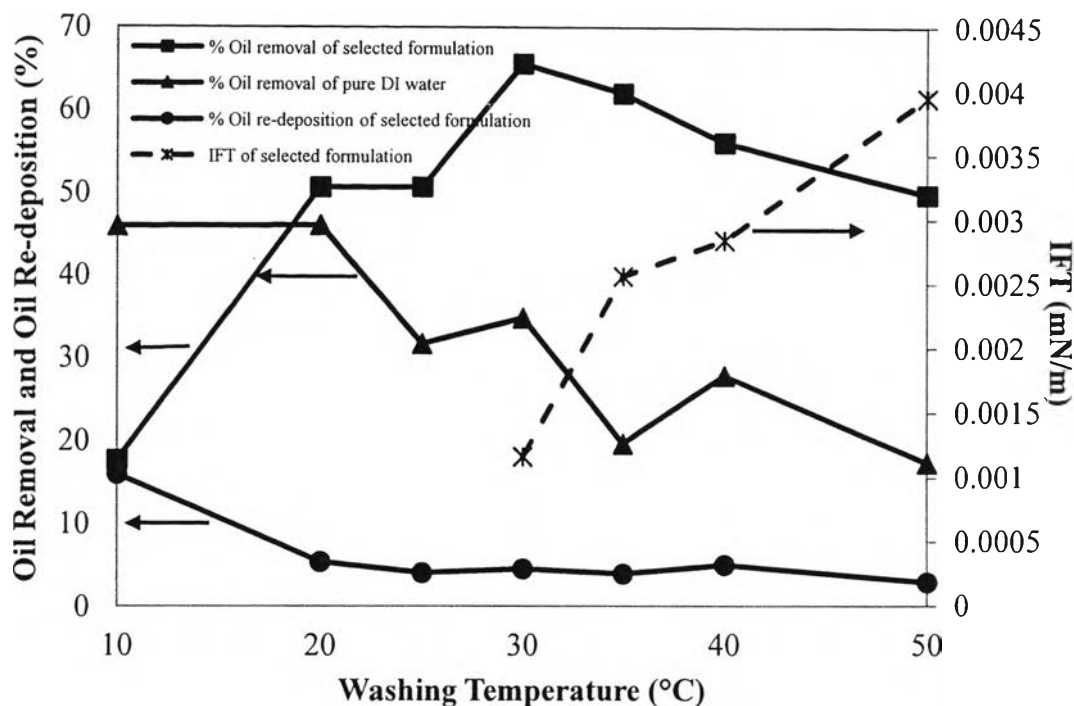 Oil Removal and Oil Re-deposition (%)
70
60
50
40
30
20
10
0
% Oil removal of selected formulation
% Oil removal of pure DI water
% Oil re-deposition of selected formulation
IFT of selected formulation
0.0045
0.004
0.0035
0.003
0.0025
0.002
0.0015
0.001
0.0005
0
IFT (mN/m)
10 20 30 40 50
Washing Temperature (°C)